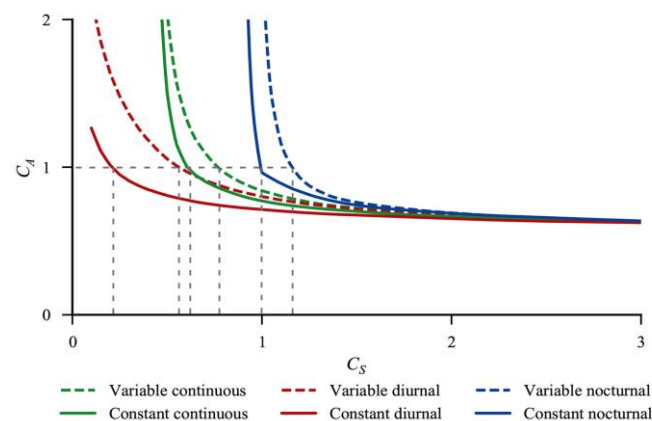 2
C_A
1
0
0 1 2 3
C_S
Variable continuous Variable diurnal Variable nocturnal
Constant continuous Constant diurnal Constant nocturnal